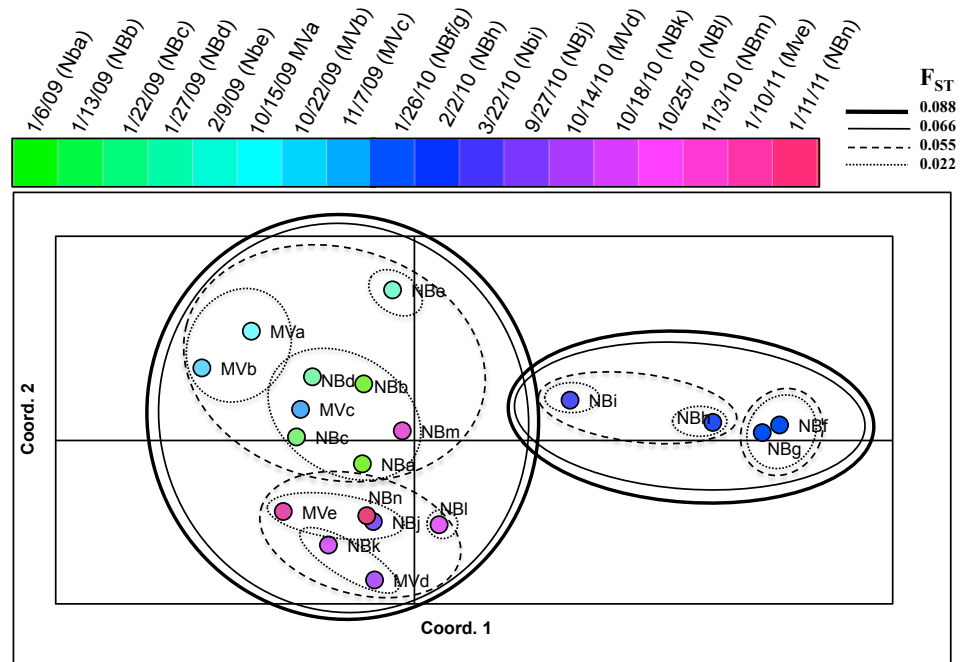 1/6/09 (Nba)
1/13/09 (NBb)
1/22/09 (NBc)
1/27/09 (NBd)
2/9/09 (Nbe)
10/15/09 MVa
10/22/09 (MVb)
11/7/09 (MVc)
1/26/10 (NBf/g)
2/2/10 (NBh)
3/22/10 (Nbi)
9/27/10 (NBj)
10/14/10 (MVd)
10/18/10 (NBk)
10/25/10 (NBl)
11/3/10 (NBm)
1/10/11 (Mve)
1/11/11 (NBn)
FST
0.088
0.066
0.055
0.022
NBe
MVa
MVb
NBd
NBb
MVc
NBc
NBm
NBa
NBi
NBh
NBf
NBg
NBn
MVe
NBj
NBl
NBk
MVd
Coord. 2
Coord. 1